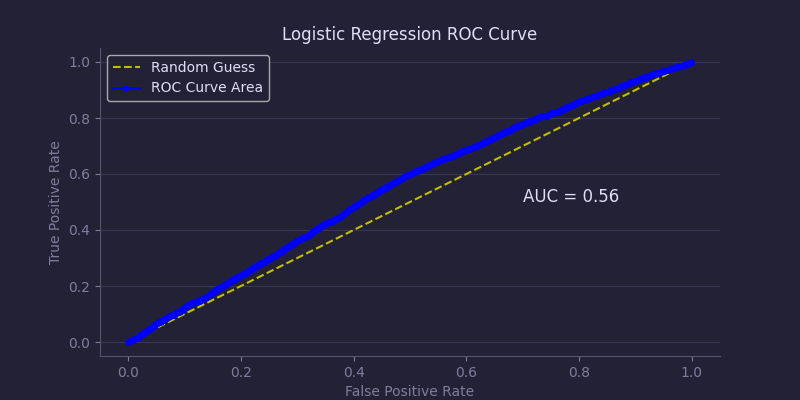 Logistic Regression ROC Curve
Random Guess
ROC Curve Area
True Positive Rate
1.0
0.8
0.6
0.4
0.2
0.0
AUC = 0.56
0.0 0.2 0.4 0.6 0.8 1.0
False Positive Rate